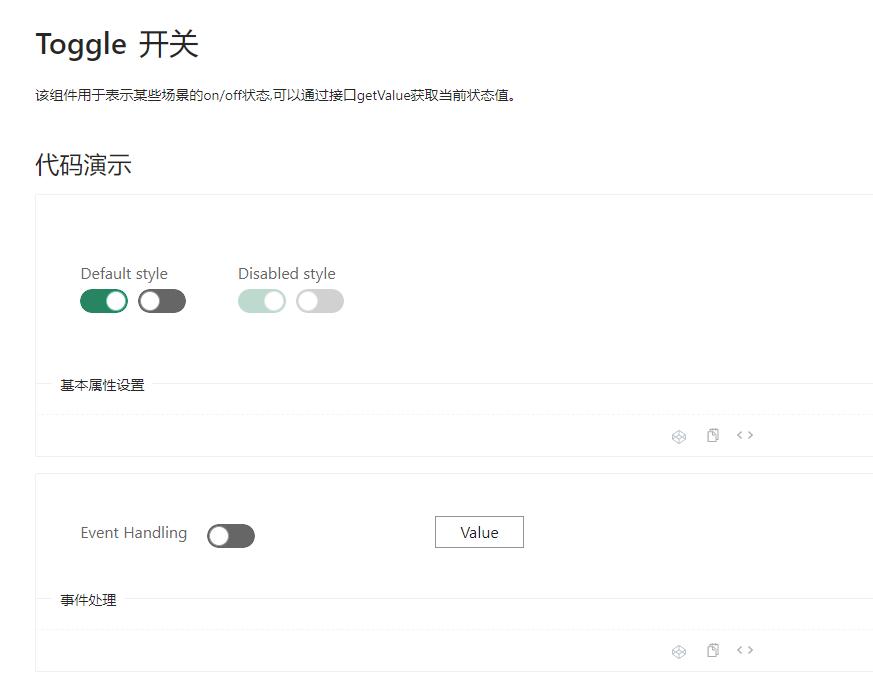 Toggle 开关
该组件用于表示某些场景的on/off状态,可以通过接口getValue获取当前状态值。
代码演示
Default style Disabled style
基本属性设置
Event Handling Value
事件处理